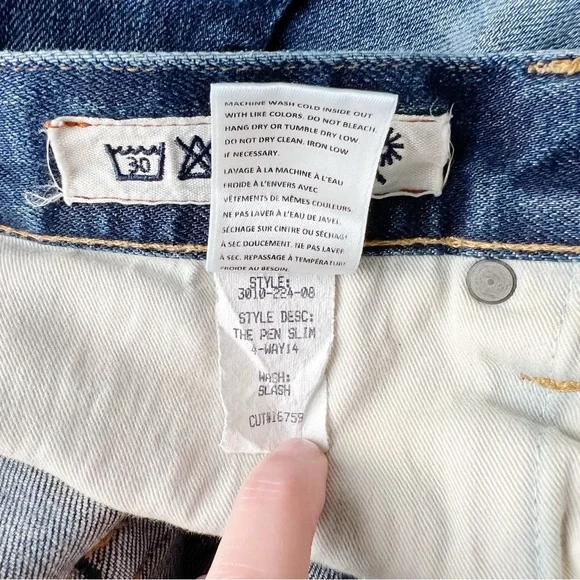 30
MACHINE WASH COLD INSIDE OUT
WITH LIKE COLORS. DO NOT BLEACH.
HANG DRY OR TUMBLE DRY LOW
DO NOT DRY CLEAN. IRON LOW
IF NECESSARY.
LAVAGE À LA MACHINE À L'EAU
FROIDE À L'ENVERS AVEC
VÊTEMENTS DE MÊMES COULEURS.
NE PAS LAVER À L'EAU DE JAVEL.
SÉCHAGE SUR CINTRE OU SÉCHAGE
À SEC DOUCEMENT. NE PAS LAVER
À SEC. REPASSAGE À TEMPÉRATURE
FROIDE AU BESOIN.
STYLE:
3010-224-08
STYLE DESC:
THE PEN SLIM
4-WAY14
WASH:
SLASH
CUT#16759